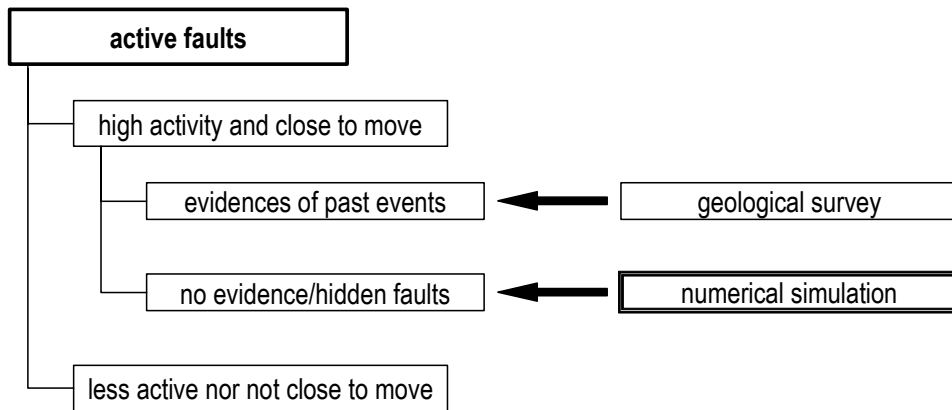 active faults
high activity and close to move
evidences of past events
geological survey
no evidence/hidden faults
numerical simulation
less active nor not close to move